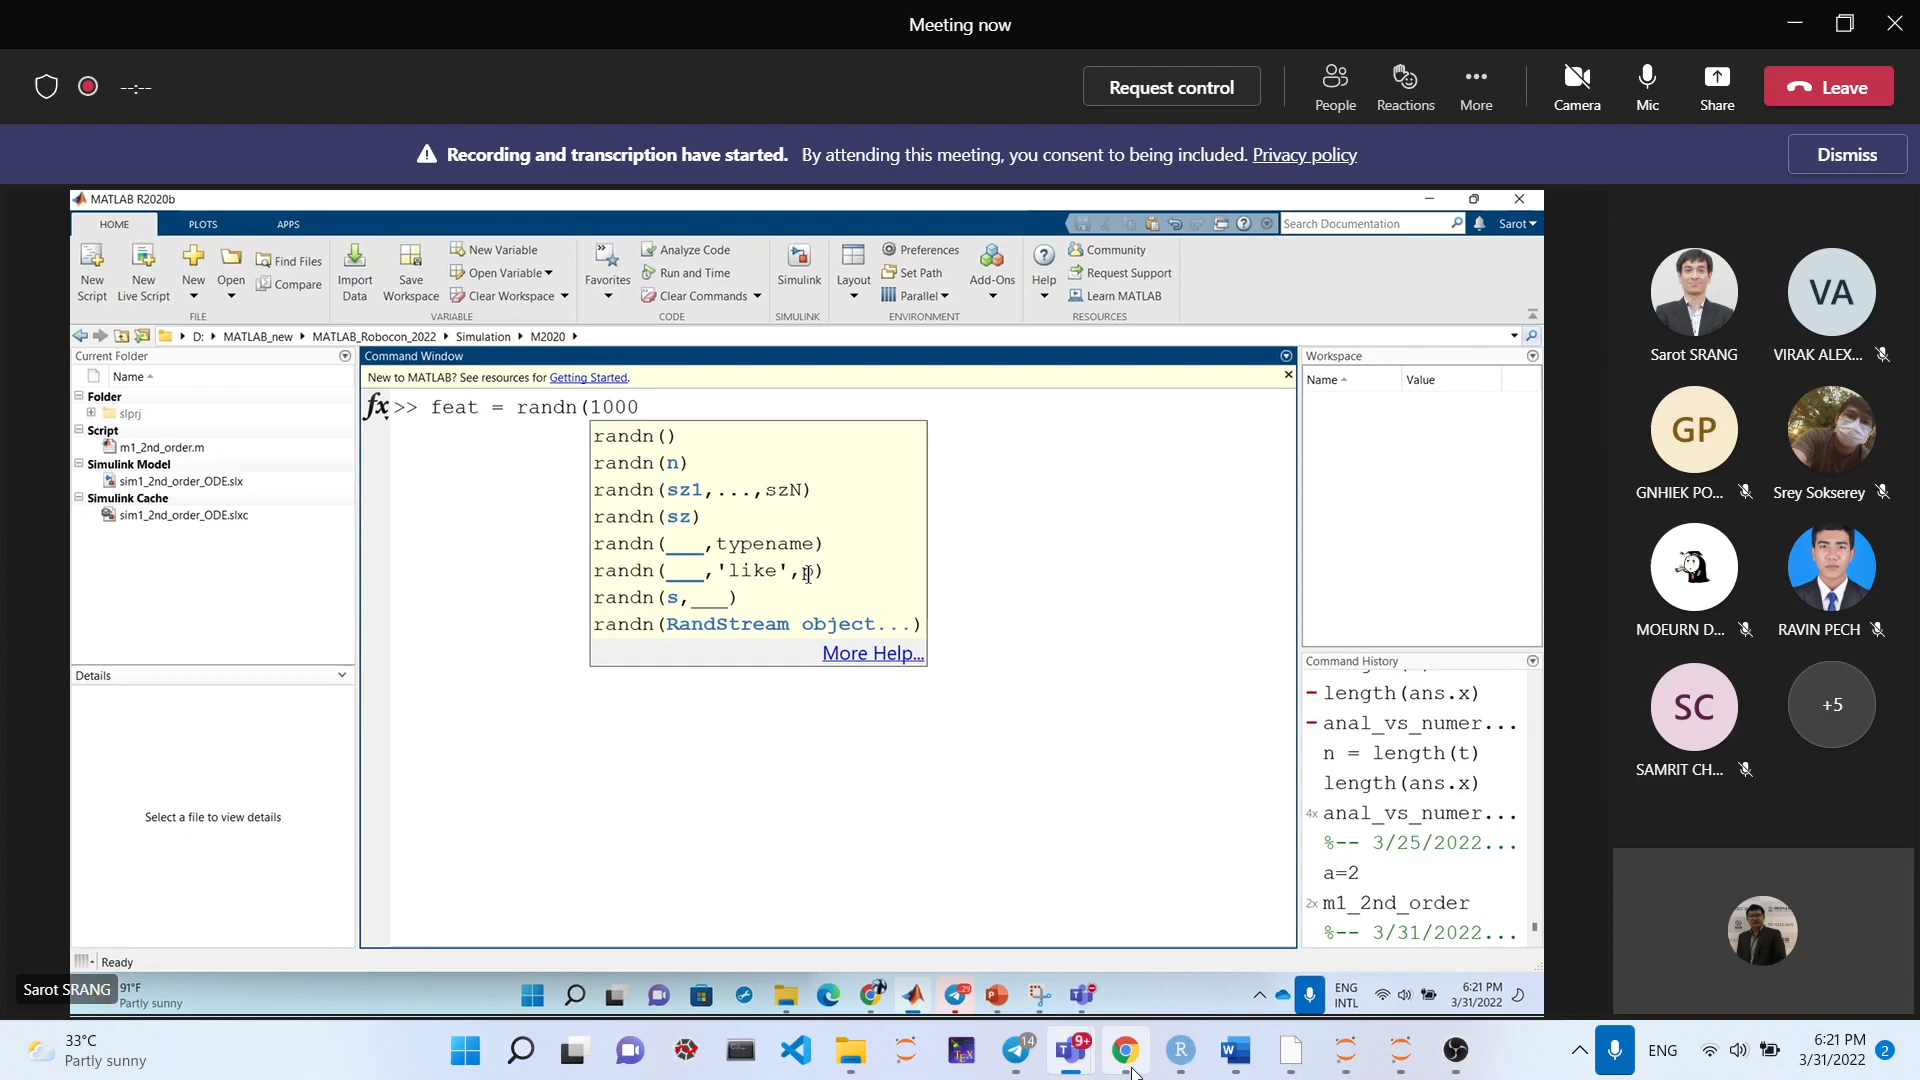 Meeting now
--:--
Request control
People
Reactions
More
Camera
Mic
Share
Leave
Recording and transcription have started. By attending this meeting, you consent to being included. Privacy policy
Dismiss
MATLAB R2020b
HOME
PLOTS
APPS
Search Documentation
Sarot
New Script
New Live Script
New
Open
Find Files
Compare
Import Data
Save Workspace
New Variable
Open Variable
Clear Workspace
Favorites
Analyze Code
Run and Time
Clear Commands
Simulink
Layout
Preferences
Set Path
Parallel
Add-Ons
Help
Community
Request Support
Learn MATLAB
FILE
VARIABLE
CODE
SIMULINK
ENVIRONMENT
RESOURCES
D:
MATLAB_new
MATLAB_Robocon_2022
Simulation
M2020
Current Folder
Name
Folder
slprj
Script
m1_2nd_order.m
Simulink Model
sim1_2nd_order_ODE.slx
Simulink Cache
sim1_2nd_order_ODE.slxc
Details
Select a file to view details
Command Window
New to MATLAB? See resources for Getting Started.
fx >> feat = randn(1000
randn()
randn(n)
randn(sz1,...,szN)
randn(sz)
randn(___,typename)
randn(___,'like',p)
randn(s,___)
randn(RandStream object...)
More Help...
Workspace
Name
Value
Command History
length(ans.x)
anal_vs_numer...
n = length(t)
length(ans.x)
4x anal_vs_numer...
%-- 3/25/2022...
a=2
2x m1_2nd_order
%-- 3/31/2022...
Ready
Sarot SRANG
91°F
Partly sunny
29
ENG
INTL
6:21 PM
3/31/2022
Sarot SRANG
VA
VIRAK ALEX...
GP
GNHIEK PO...
Srey Sokserey
MOEURN D...
RAVIN PECH
SC
SAMRIT CH...
+5
33°C
Partly sunny
TEX
14
9+
R
W
ENG
6:21 PM
3/31/2022
2